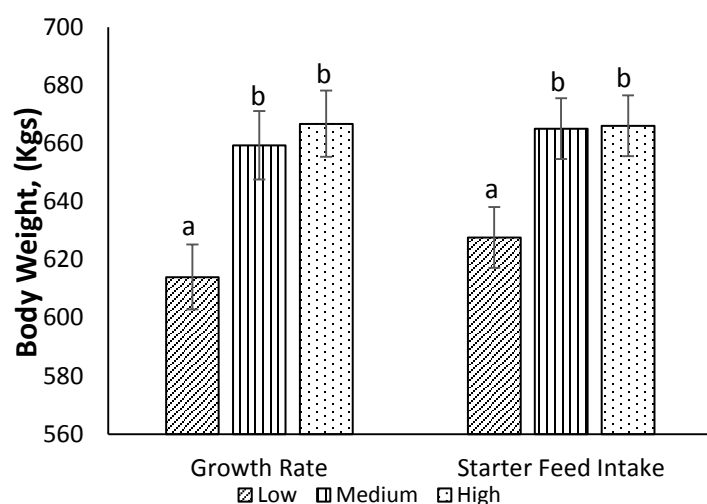 Body Weight, (Kgs)
700
680
660
640
620
600
580
560
a
b
b
a
b
b
Growth Rate
Starter Feed Intake
Low Medium High